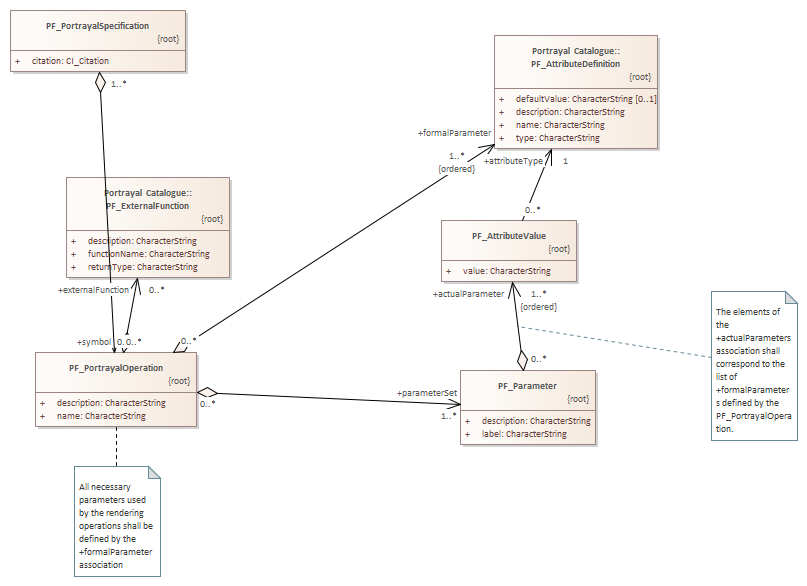 PF_PortrayalSpecification
{root}
+ citation: CI_Citation
1..*
Portrayal Catalogue::
PF_AttributeDefinition
{root}
+ defaultValue: CharacterString [0..1]
+ description: CharacterString
+ name: CharacterString
+ type: CharacterString
+formalParameter
1..*
{ordered}
+attributeType
1
Portrayal Catalogue::
PF_ExternalFunction
{root}
+ description: CharacterString
+ functionName: CharacterString
+ returnType: CharacterString
0..*
PF_AttributeValue
{root}
+ value: CharacterString
+externalFunction
0..*
+actualParameter
1..*
{ordered}
+symbol
0..
0..*
0..*
PF_PortrayalOperation
{root}
+ description: CharacterString
+ name: CharacterString
0..*
+parameterSet
1..*
0..*
PF_Parameter
{root}
+ description: CharacterString
+ label: CharacterString
The elements of
the
+actualParameters
association shall
correspond to the
list of
+formalParameter
s defined by the
PF_PortrayalOpera
tion.
All necessary
parameters used
by the rendering
operations shall be
defined by the
+formalParameter
association